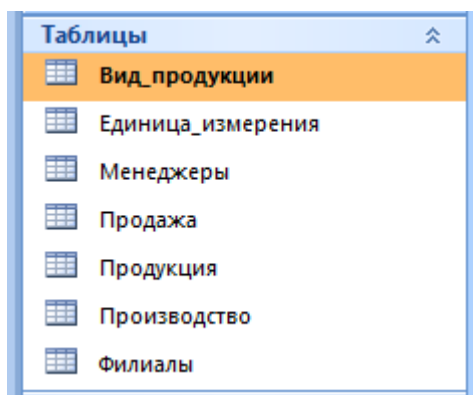 Таблицы
Вид_продукции
Единица_измерения
Менеджеры
Продажа
Продукция
Производство
Филиалы